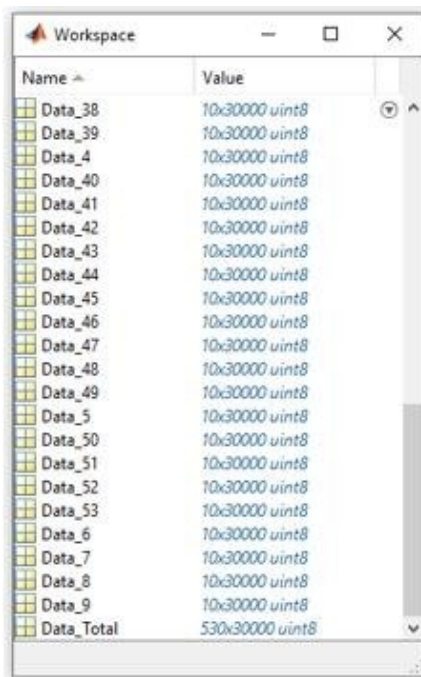 Workspace
Name Value
Data_38 10x30000 uint8
Data_39 10x30000 uint8
Data_4 10x30000 uint8
Data_40 10x30000 uint8
Data_41 10x30000 uint8
Data_42 10x30000 uint8
Data_43 10x30000 uint8
Data_44 10x30000 uint8
Data_45 10x30000 uint8
Data_46 10x30000 uint8
Data_47 10x30000 uint8
Data_48 10x30000 uint8
Data_49 10x30000 uint8
Data_5 10x30000 uint8
Data_50 10x30000 uint8
Data_51 10x30000 uint8
Data_52 10x30000 uint8
Data_53 10x30000 uint8
Data_6 10x30000 uint8
Data_7 10x30000 uint8
Data_8 10x30000 uint8
Data_9 10x30000 uint8
Data_Total 530x30000 uint8